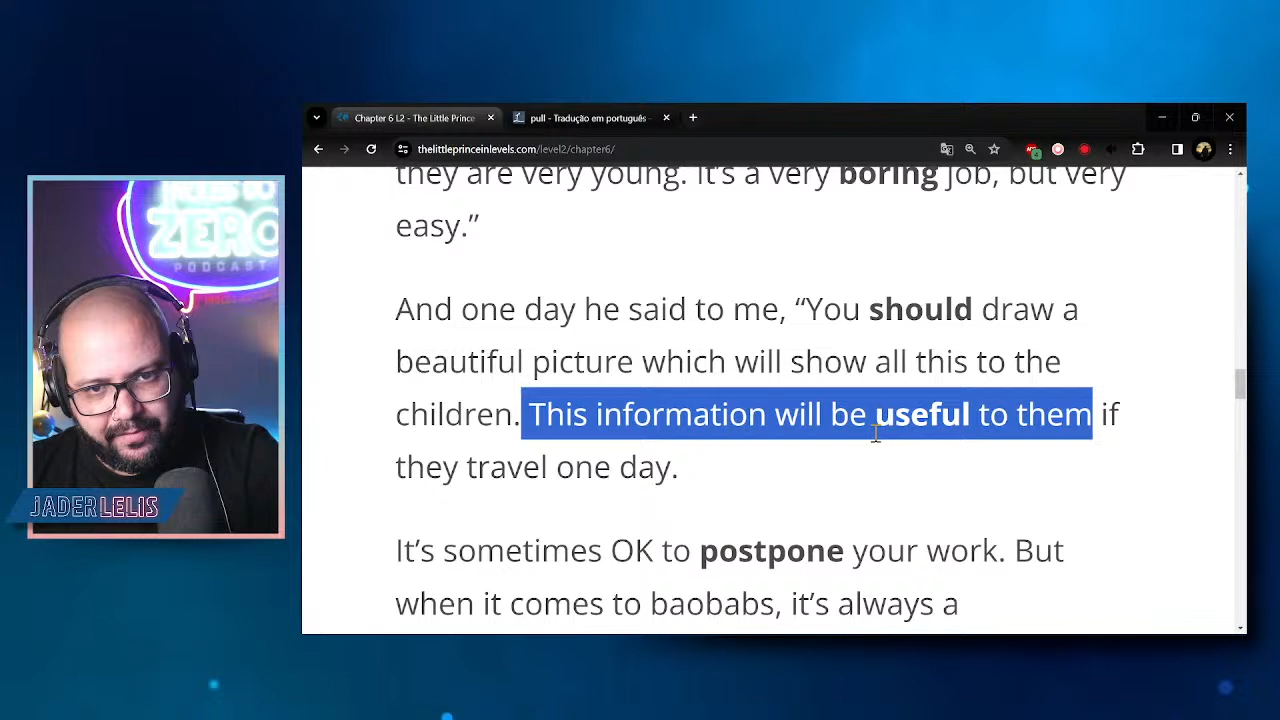 ZERO
PODCAST
JADERLELIS
Chapter 6 L2 - The Little Prince
pull - Tradução em português -
thelittleprinceinlevels.com/level2/chapter6/
they are very young. It's a very boring job, but very
easy.”
And one day he said to me, “You should draw a
beautiful picture which will show all this to the
children. This information will be useful to them if
they travel one day.
It’s sometimes OK to postpone your work. But
when it comes to baobabs, it’s always a